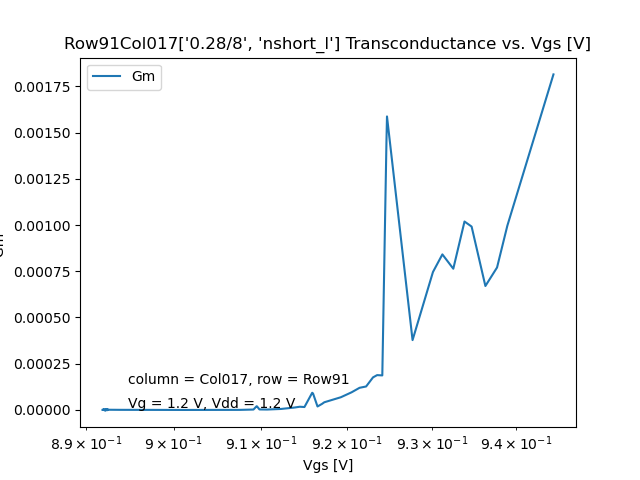 Row91Col017['0.28/8', 'nshort_l'] Transconductance vs. Vgs [V]
Gm
0.00175
0.00150
0.00125
0.00100
0.00075
0.00050
0.00025
0.00000
Gm
column = Col017, row = Row91
Vg = 1.2 V, Vdd = 1.2 V
8.9 × 10⁻¹ 9 × 10⁻¹ 9.1 × 10⁻¹ 9.2 × 10⁻¹ 9.3 × 10⁻¹ 9.4 × 10⁻¹
Vgs [V]